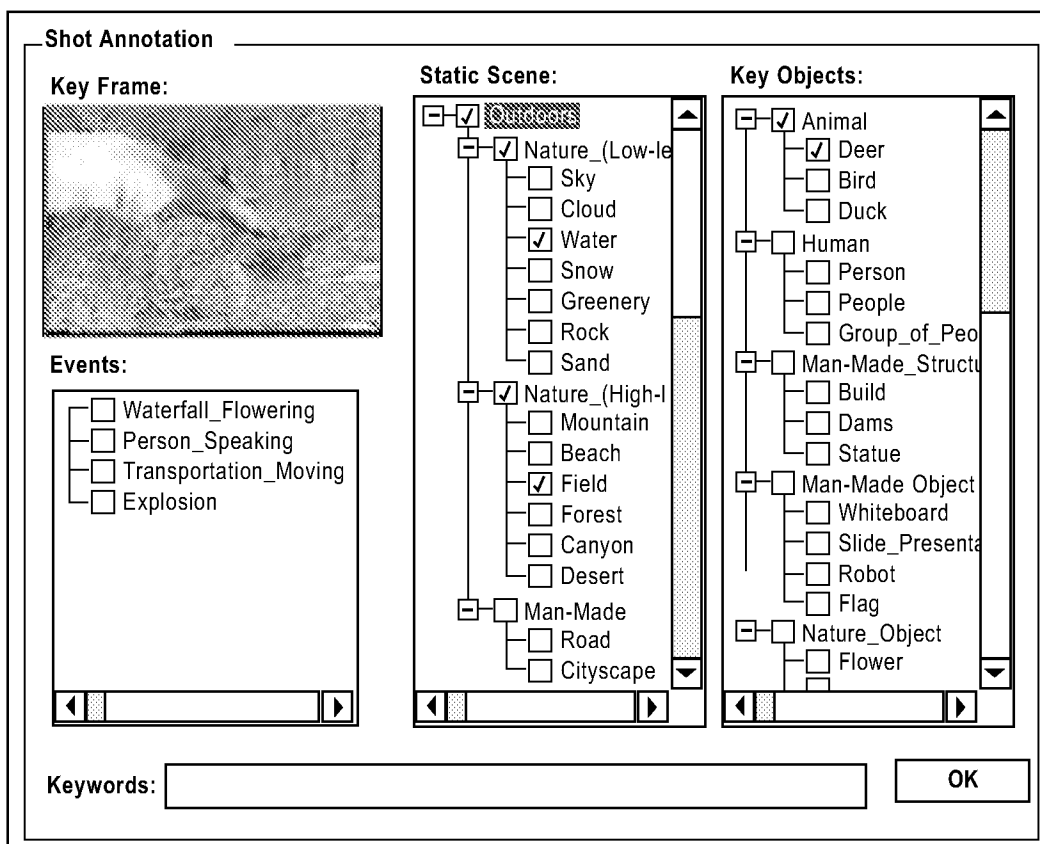 Shot Annotation
Key Frame:
Events:
Waterfall_Flowering
Person_Speaking
Transportation_Moving
Explosion
Static Scene:
Outdoors
Nature_(Low-le
Sky
Cloud
Water
Snow
Greenery
Rock
Sand
Nature_(High-l
Mountain
Beach
Field
Forest
Canyon
Desert
Man-Made
Road
Cityscape
Key Objects:
Animal
Deer
Bird
Duck
Human
Person
People
Group_of_Peo
Man-Made_Structu
Build
Dams
Statue
Man-Made Object
Whiteboard
Slide_Presenta
Robot
Flag
Nature_Object
Flower
Keywords:
OK